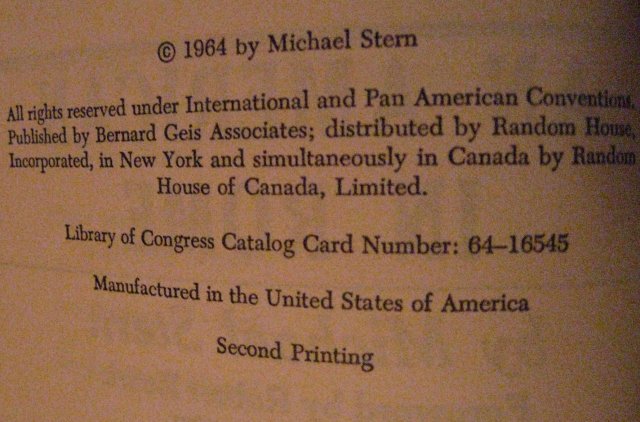 © 1964 by Michael Stern
All rights reserved under International and Pan American Conventions.
Published by Bernard Geis Associates; distributed by Random House,
Incorporated, in New York and simultaneously in Canada by Random
House of Canada, Limited.
Library of Congress Catalog Card Number: 64–16545
Manufactured in the United States of America
Second Printing